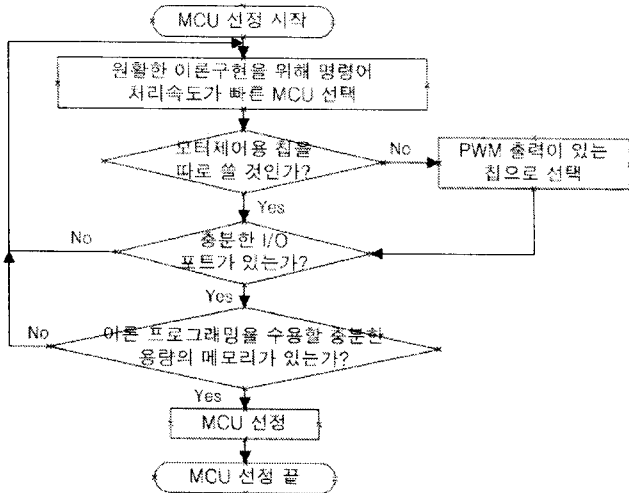 MCU 선정 시작
원활한 이론구현을 위해 명령어
처리속도가 빠른 MCU 선택
모터제어용 칩을
따로 쓸 것인가?
No
PWM 출력이 있는
칩으로 선택
Yes
No
충분한 I/O
포트가 있는가?
Yes
No
이론 프로그래밍을 수용할 충분한
용량의 메모리가 있는가?
Yes
MCU 선정
MCU 선정 끝